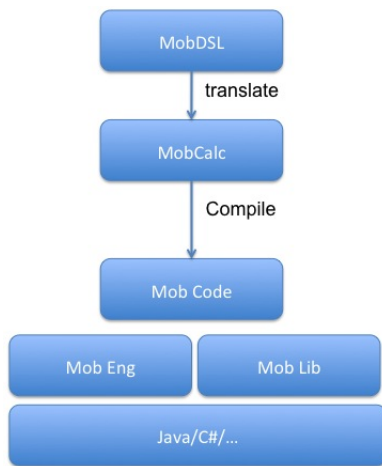 MobDSL
translate
MobCalc
Compile
Mob Code
Mob Eng
Mob Lib
Java/C#/...